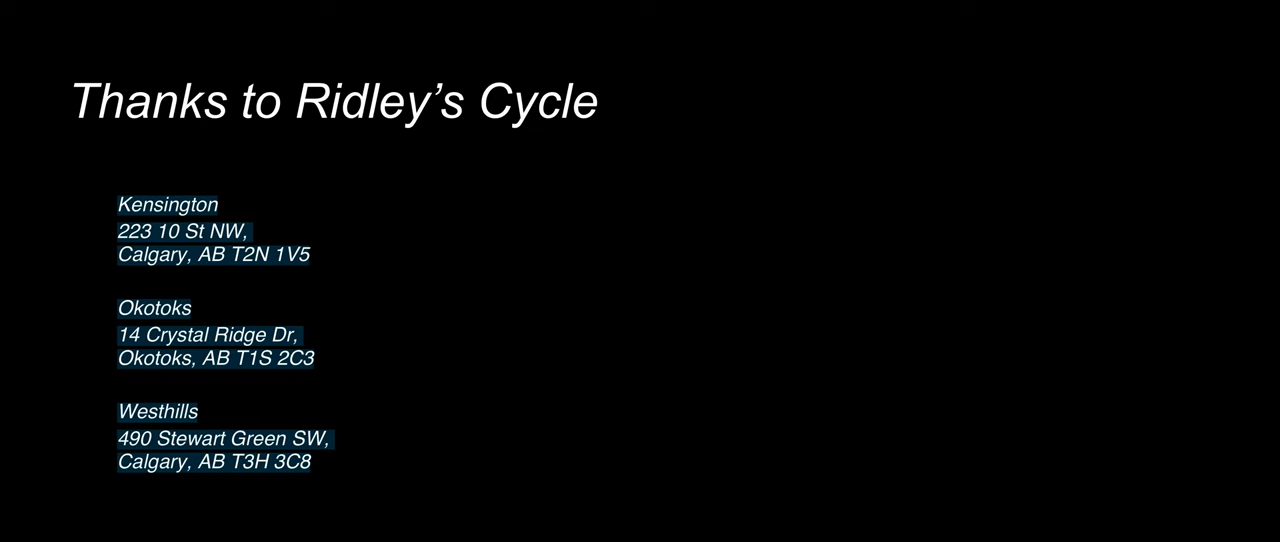 Thanks to Ridley’s Cycle
Kensington
223 10 St NW,
Calgary, AB T2N 1V5
Okotoks
14 Crystal Ridge Dr,
Okotoks, AB T1S 2C3
Westhills
490 Stewart Green SW,
Calgary, AB T3H 3C8